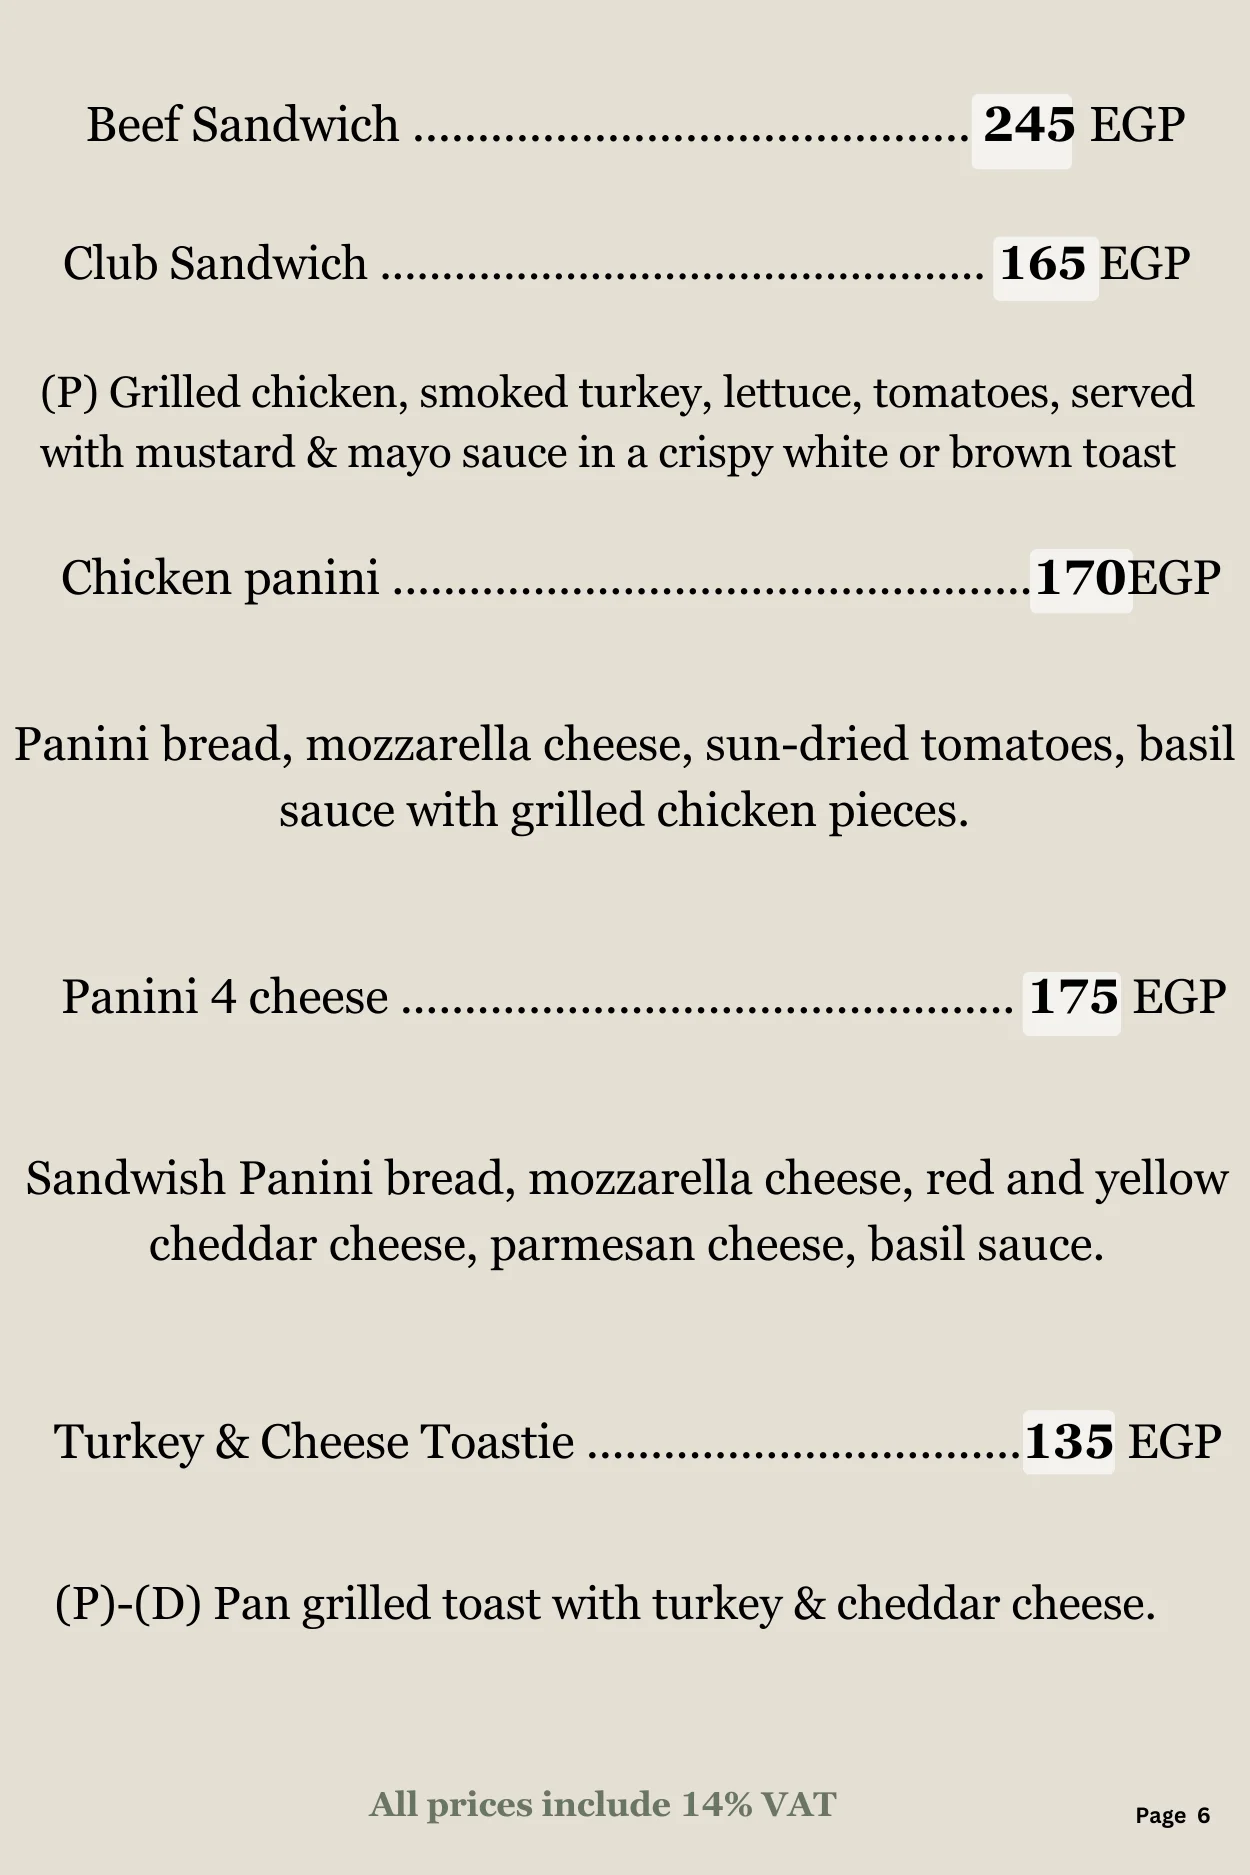 Beef Sandwich ........................................... 245 EGP
Club Sandwich ............................................... 165 EGP
(P) Grilled chicken, smoked turkey, lettuce, tomatoes, served
with mustard & mayo sauce in a crispy white or brown toast
Chicken panini ..................................................170EGP
Panini bread, mozzarella cheese, sun-dried tomatoes, basil
sauce with grilled chicken pieces.
Panini 4 cheese ................................................ 175 EGP
Sandwish Panini bread, mozzarella cheese, red and yellow
cheddar cheese, parmesan cheese, basil sauce.
Turkey & Cheese Toastie ..................................135 EGP
(P)-(D) Pan grilled toast with turkey & cheddar cheese.
All prices include 14% VAT
Page 6